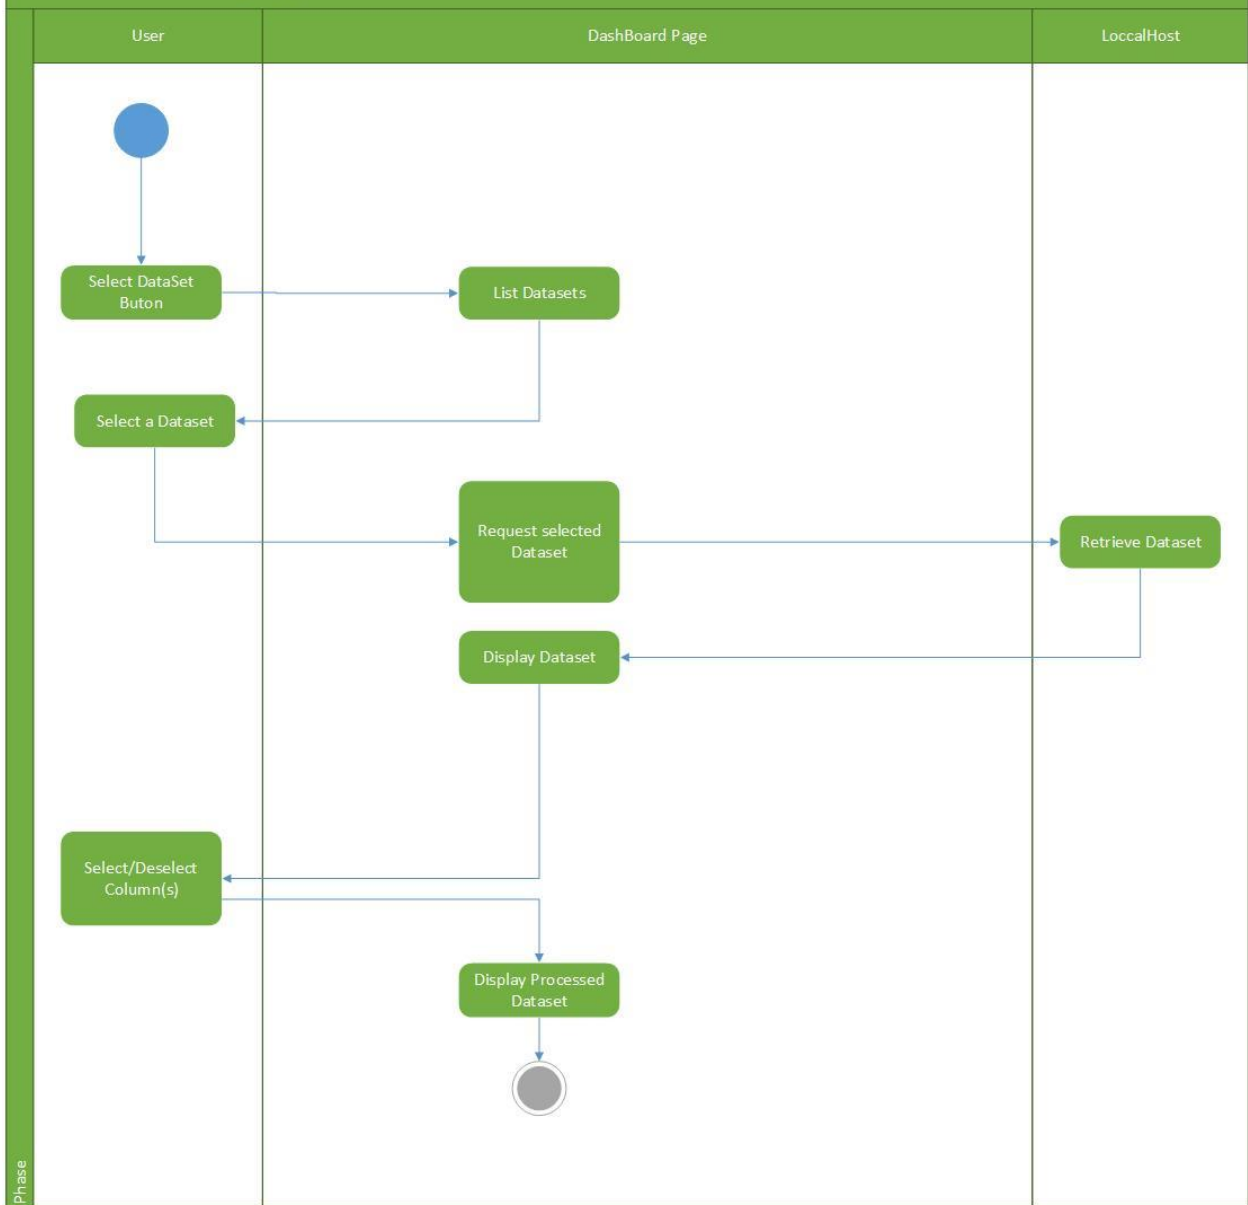 User
DashBoard Page
LoccalHost
Select DataSet
Buton
List Datasets
Select a Dataset
Request selected
Dataset
Retrieve Dataset
Display Dataset
Select/Deselect
Column(s)
Display Processed
Dataset
Phase